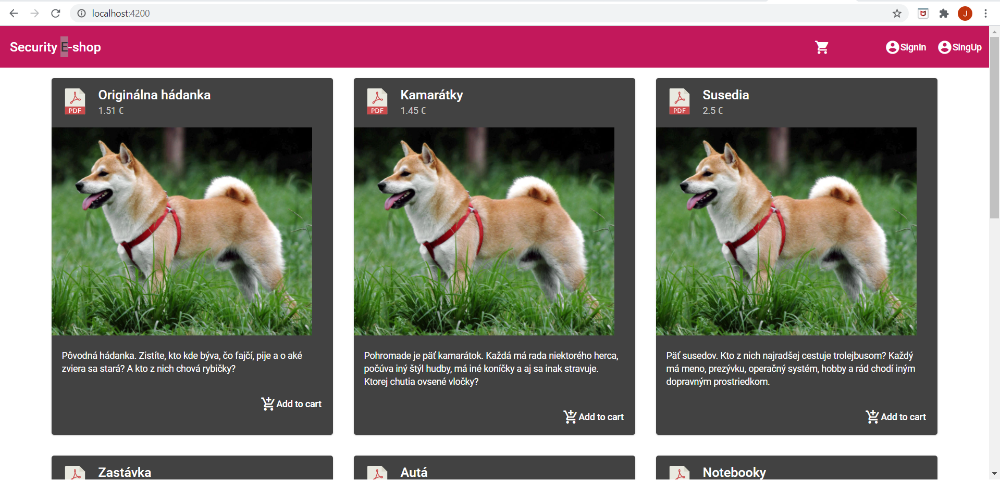 localhost:4200
J
Security E-shop
SignIn
SingUp
PDF
Originálna hádanka
1.51 €
Pôvodná hádanka. Zistíte, kto kde býva, čo fajčí, pije a o aké
zviera sa stará? A kto z nich chová rybičky?
Add to cart
PDF
Kamarátky
1.45 €
Pohromade je päť kamarátok. Každá má rada niektorého herca,
počúva iný štýl hudby, má iné koníčky a aj sa inak stravuje.
Ktorej chutia ovsené vločky?
Add to cart
PDF
Susedia
2.5 €
Päť susedov. Kto z nich najradšej cestuje trolejbusom? Každý
má meno, prezývku, operačný systém, hobby a rád chodí iným
dopravným prostriedkom.
Add to cart
Zastávka
Autá
Notebooky